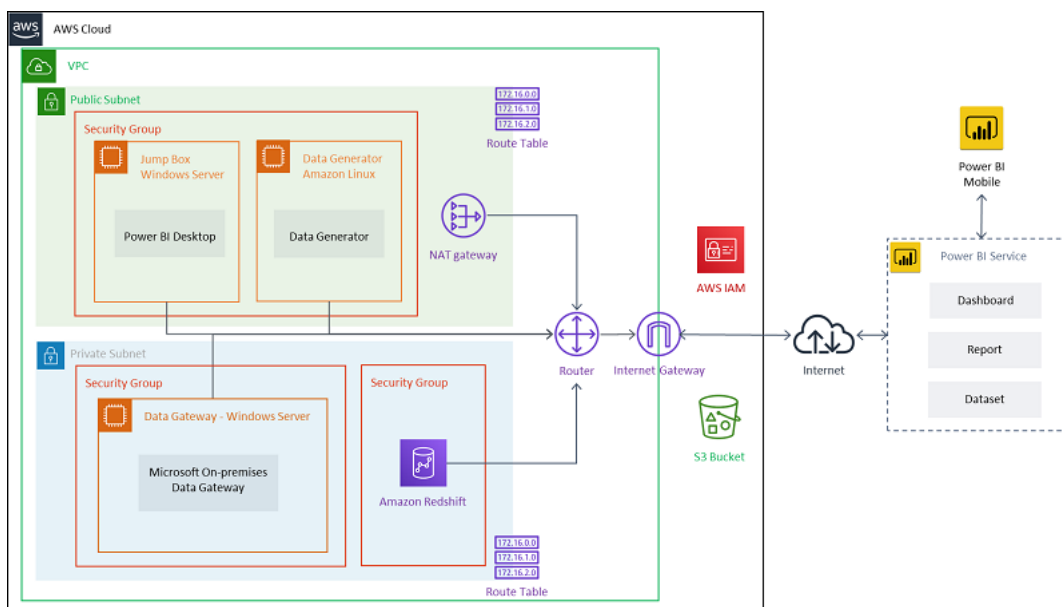 aws
AWS Cloud
VPC
Public Subnet
172.16.0.0
172.16.1.0
172.16.2.0
Route Table
Security Group
Jump Box
Windows Server
Power BI Desktop
Data Generator
Amazon Linux
Data Generator
NAT gateway
AWS IAM
Router
Internet Gateway
Internet
Power BI
Mobile
Power BI Service
Dashboard
Report
Dataset
Private Subnet
Security Group
Data Gateway - Windows Server
Microsoft On-premises
Data Gateway
Security Group
Amazon Redshift
S3 Bucket
172.16.0.0
172.16.1.0
172.16.2.0
Route Table